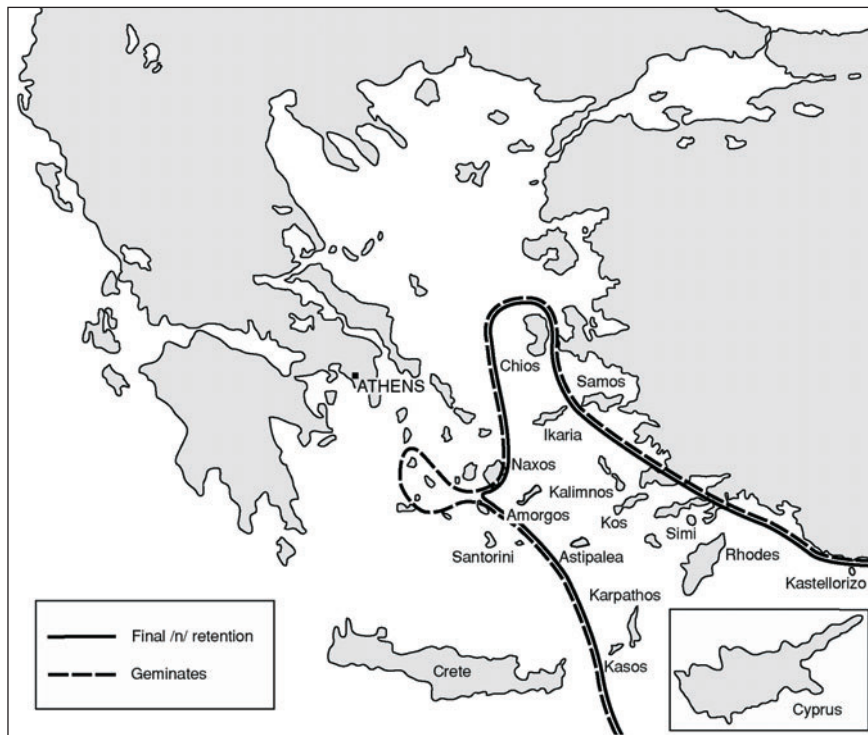 Chios
ATHENS
Samos
Ikaria
Naxos
Kalimnos
Amorgos
Kos
Simi
Santorini
Astipalea
Rhodes
Kastellorizo
Karpathos
Final /n/ retention
Geminates
Crete
Kasos
Cyprus